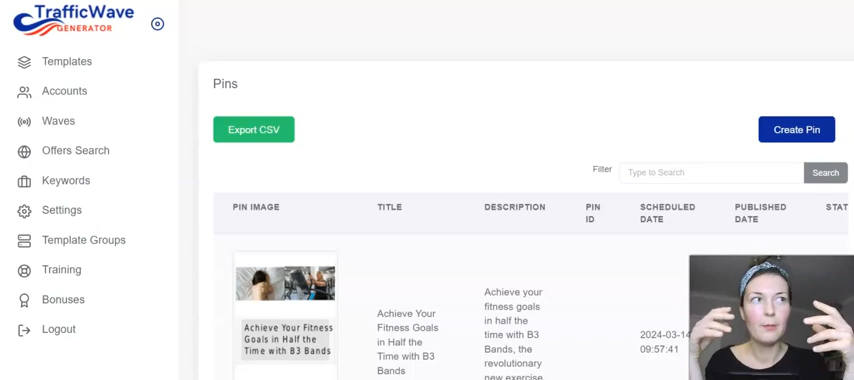 TrafficWave
GENERATOR
Templates
Accounts
Waves
Offers Search
Keywords
Settings
Template Groups
Training
Bonuses
Logout
Pins
Export CSV
Create Pin
Filter
Type to Search
Search
PIN IMAGE
TITLE
DESCRIPTION
PIN
ID
SCHEDULED
DATE
PUBLISHED
DATE
STAT
Achieve Your Fitness
Goals in Half the
Time with B3 Bands
Achieve Your
Fitness Goals
in Half the
Time with B3
Bands
Achieve your
fitness goals
in half the
time with B3
Bands, the
revolutionary
new exercise
2024-03-14
09:57:41